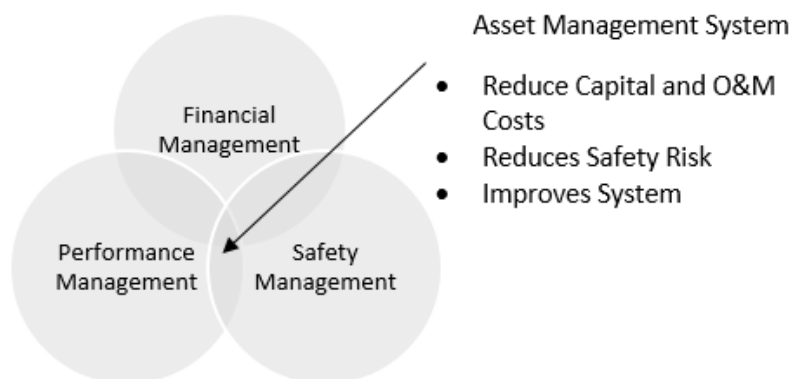 Asset Management System
• Reduce Capital and O&M
Costs
• Reduces Safety Risk
• Improves System
Financial
Management
Performance
Management
Safety
Management